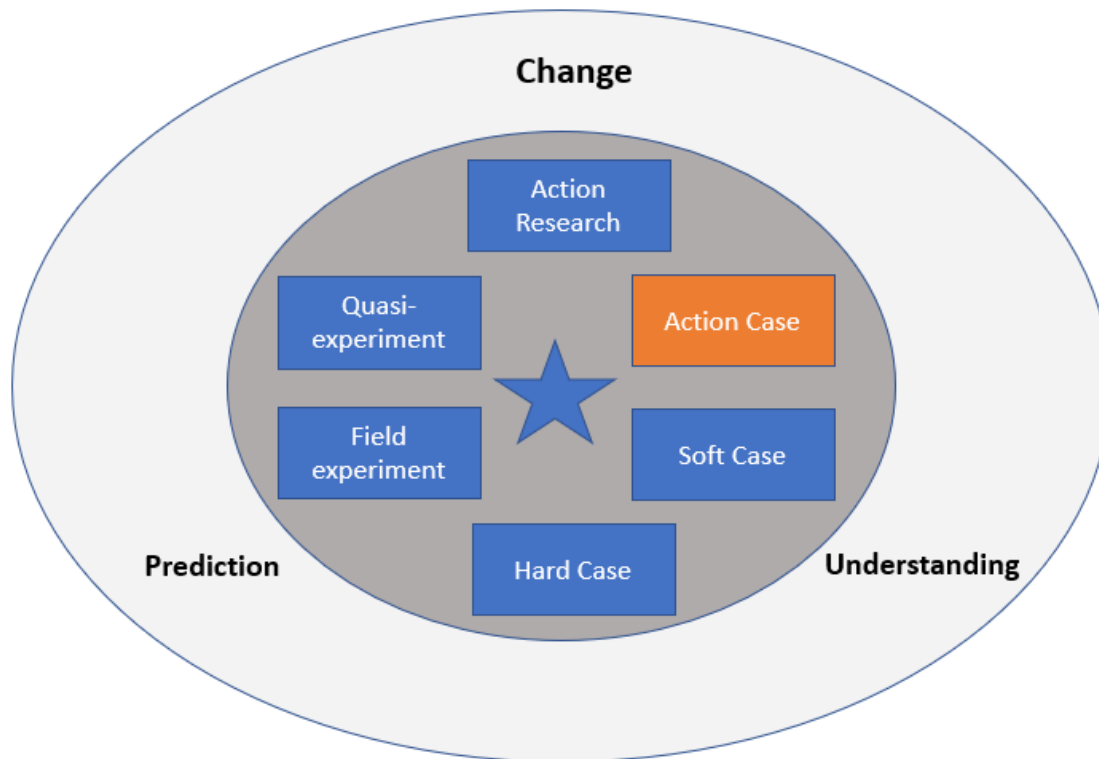 Change
Action
Research
Quasi-
experiment
Action Case
Field
experiment
Soft Case
Prediction
Hard Case
Understanding